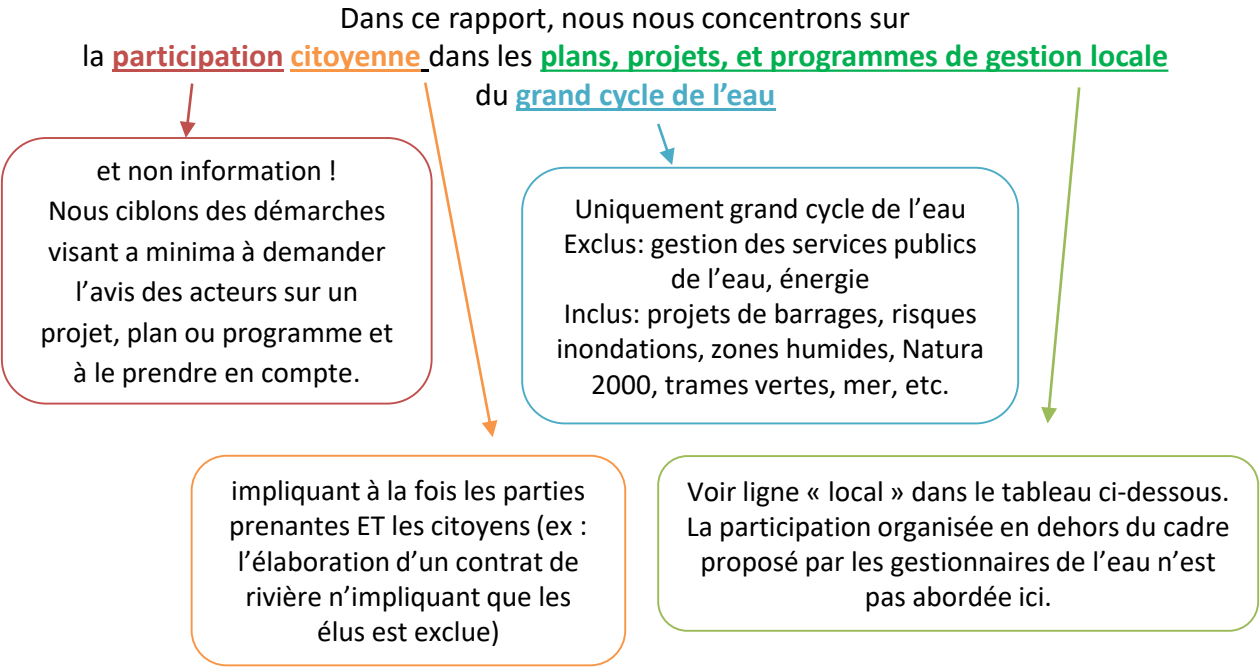 Dans ce rapport, nous nous concentrons sur
la participation citoyenne dans les plans, projets, et programmes de gestion locale
du grand cycle de l'eau
et non information !
Nous ciblons des démarches
visant a minima à demander
l'avis des acteurs sur un
projet, plan ou programme et
à le prendre en compte.
Uniquement grand cycle de l'eau
Exclus: gestion des services publics
de l'eau, énergie
Inclus: projets de barrages, risques
inondations, zones humides, Natura
2000, trames vertes, mer, etc.
impliquant à la fois les parties
prenantes ET les citoyens (ex :
l'élaboration d'un contrat de
rivière n'impliquant que les
élus est exclue)
Voir ligne « local » dans le tableau ci-dessous.
La participation organisée en dehors du cadre
proposé par les gestionnaires de l'eau n'est
pas abordée ici.